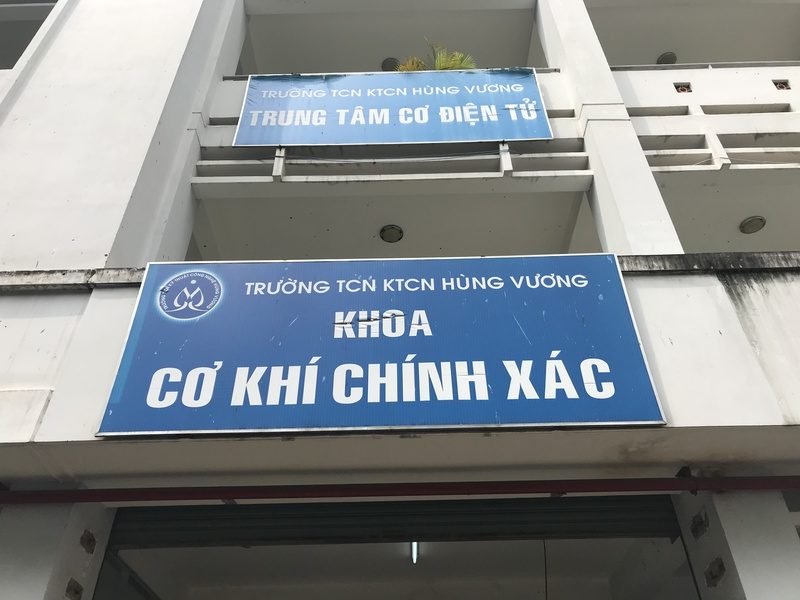 TRƯỜNG TCN KTCN HÙNG VƯƠNG
TRUNG TÂM CƠ ĐIỆN TỬ
TRƯỜNG TCN KTCN HÙNG VƯƠNG
KHOA
CƠ KHÍ CHÍNH XÁC